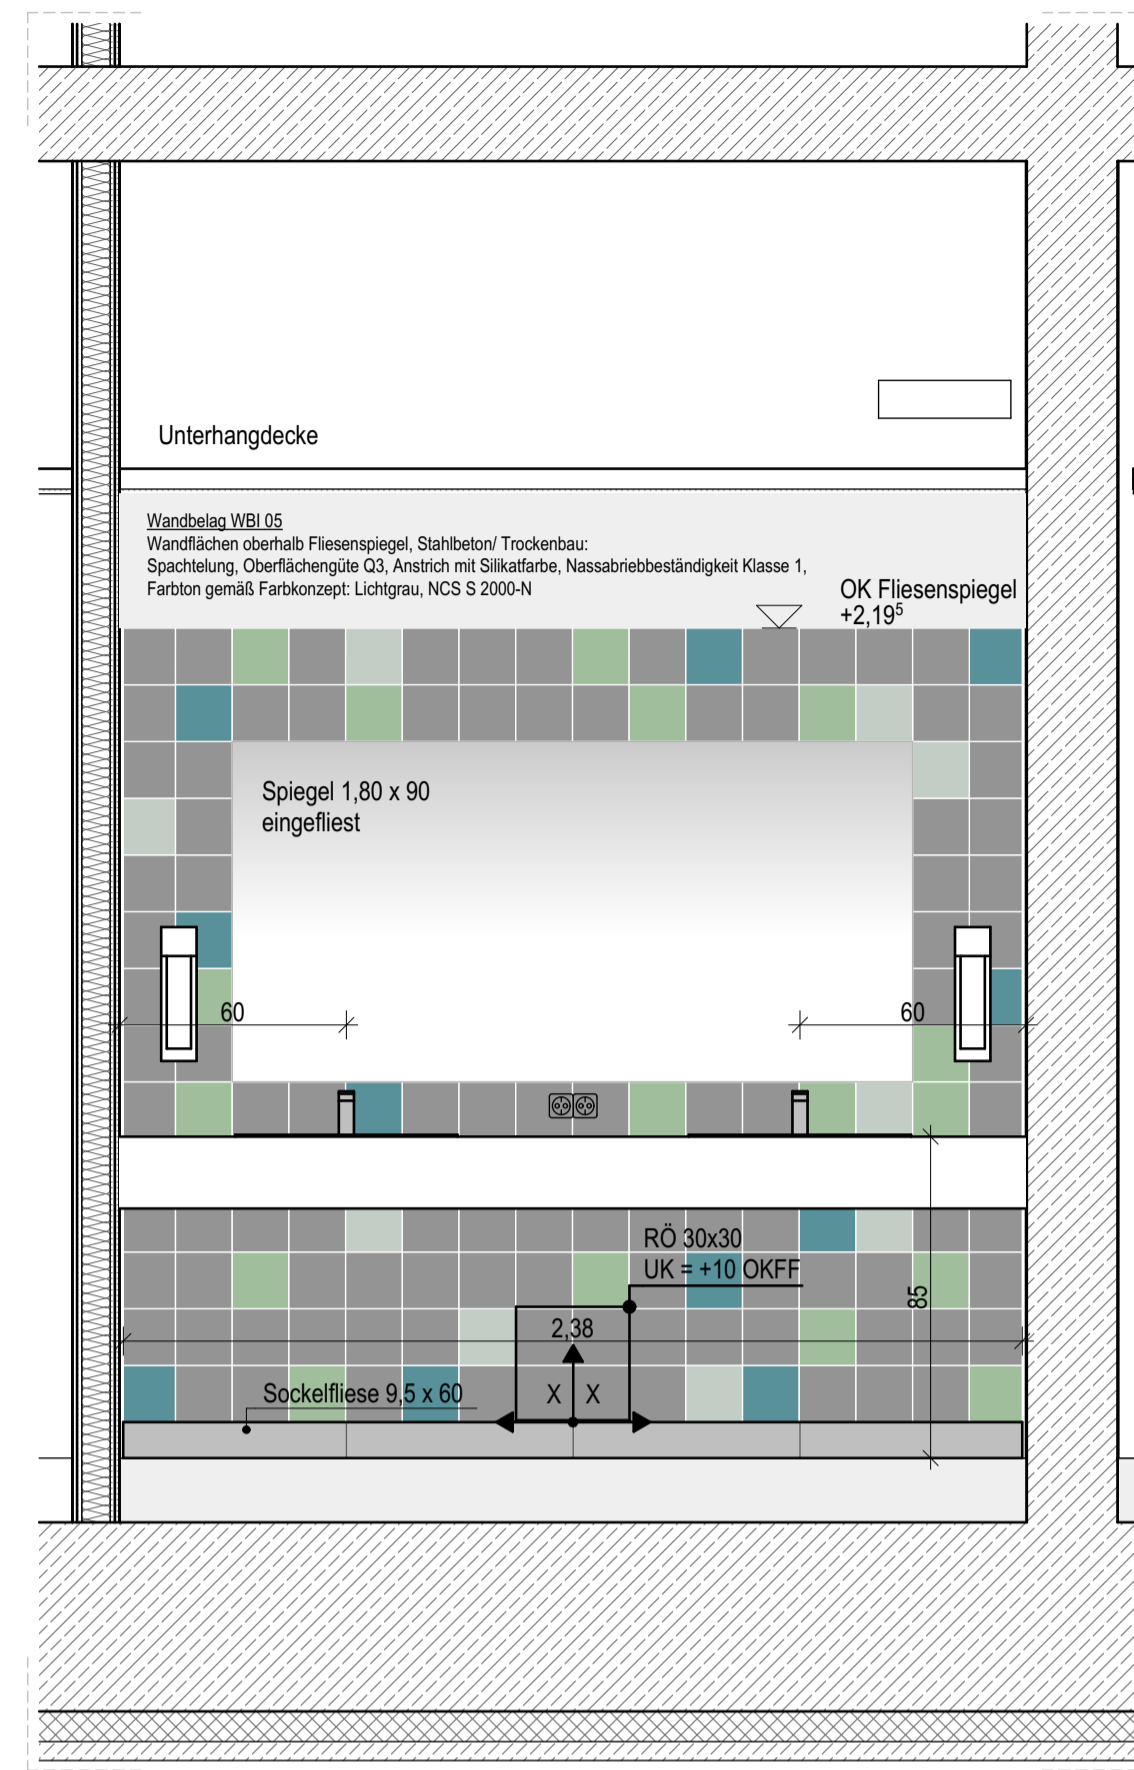 Unterhangdecke
Wandbelag WBI 05
Wandflächen oberhalb Fliesenspiegel, Stahlbeton/ Trockenbau:
Spachtelung, Oberflächengüte Q3, Anstrich mit Silikatfarbe, Nassabriebbeständigkeit Klasse 1,
Farbton gemäß Farbkonzept: Lichtgrau, NCS S 2000-N
OK Fliesenspiegel
+2,19⁵
Spiegel 1,80 x 90
eingefliest
60
60
RÖ 30x30
UK = +10 OKFF
85
2,38
Sockelfliese 9,5 x 60
X X